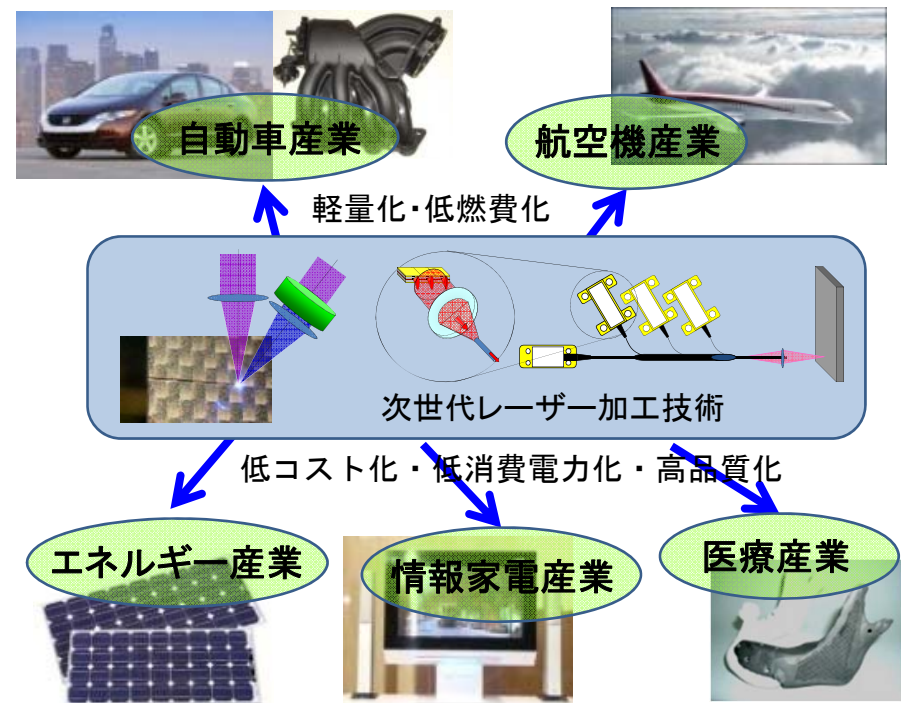 自動車産業
航空機産業
軽量化・低燃費化
次世代レーザー加工技術
低コスト化・低消費電力化・高品質化
エネルギー産業
情報家電産業
医療産業